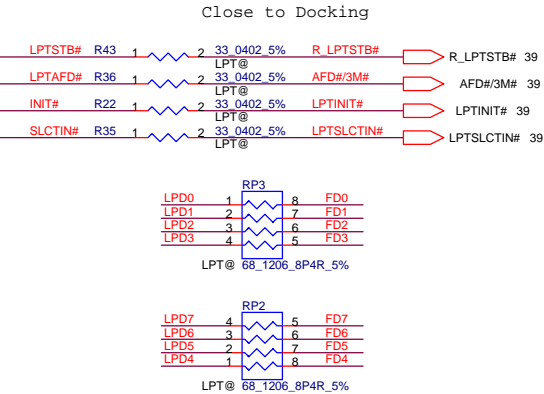 Close to Docking
LPTSTB# R43 1 2 33_0402_5% R_LPTSTB# R_LPTSTB# 39
LPT@
LPTAFD# R36 1 2 33_0402_5% AFD#/3M# AFD#/3M# 39
LPT@
INIT# R22 1 2 33_0402_5% LPTINIT# LPTINIT# 39
LPT@
SLCTIN# R35 1 2 33_0402_5% LPTSLCTIN# LPTSLCTIN# 39
LPT@
RP3
LPD0 1 8 FD0
LPD1 2 7 FD1
LPD2 3 6 FD2
LPD3 4 5 FD3
LPT@ 68_1206_8P4R_5%
RP2
LPD7 4 5 FD7
LPD6 3 6 FD6
LPD5 2 7 FD5
LPD4 1 8 FD4
LPT@ 68_1206_8P4R_5%